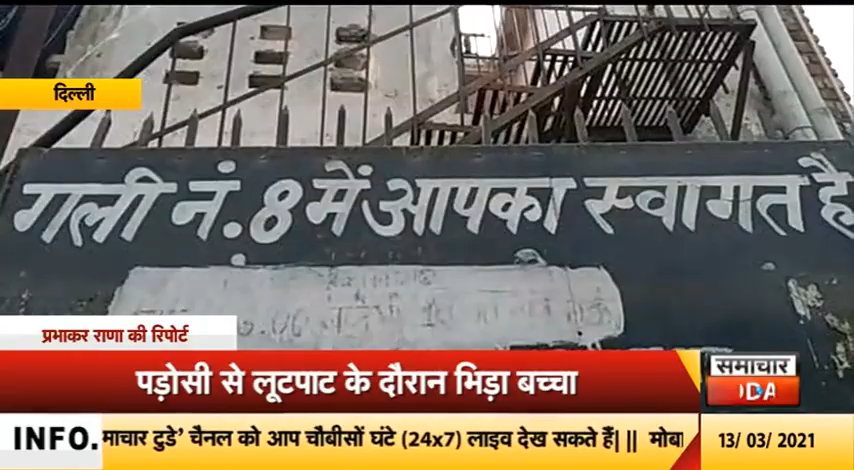 दिल्ली
गली नं.8 में आपका स्वागत है
प्रभाकर राणा की रिपोर्ट
पड़ोसी से लूटपाट के दौरान भिड़ा बच्चा
समाचार
INFO.
माचार टुडे’ चैनल को आप चौबीसों घंटे (24x7) लाइव देख सकते हैं| || मोबा
13/ 03/ 2021